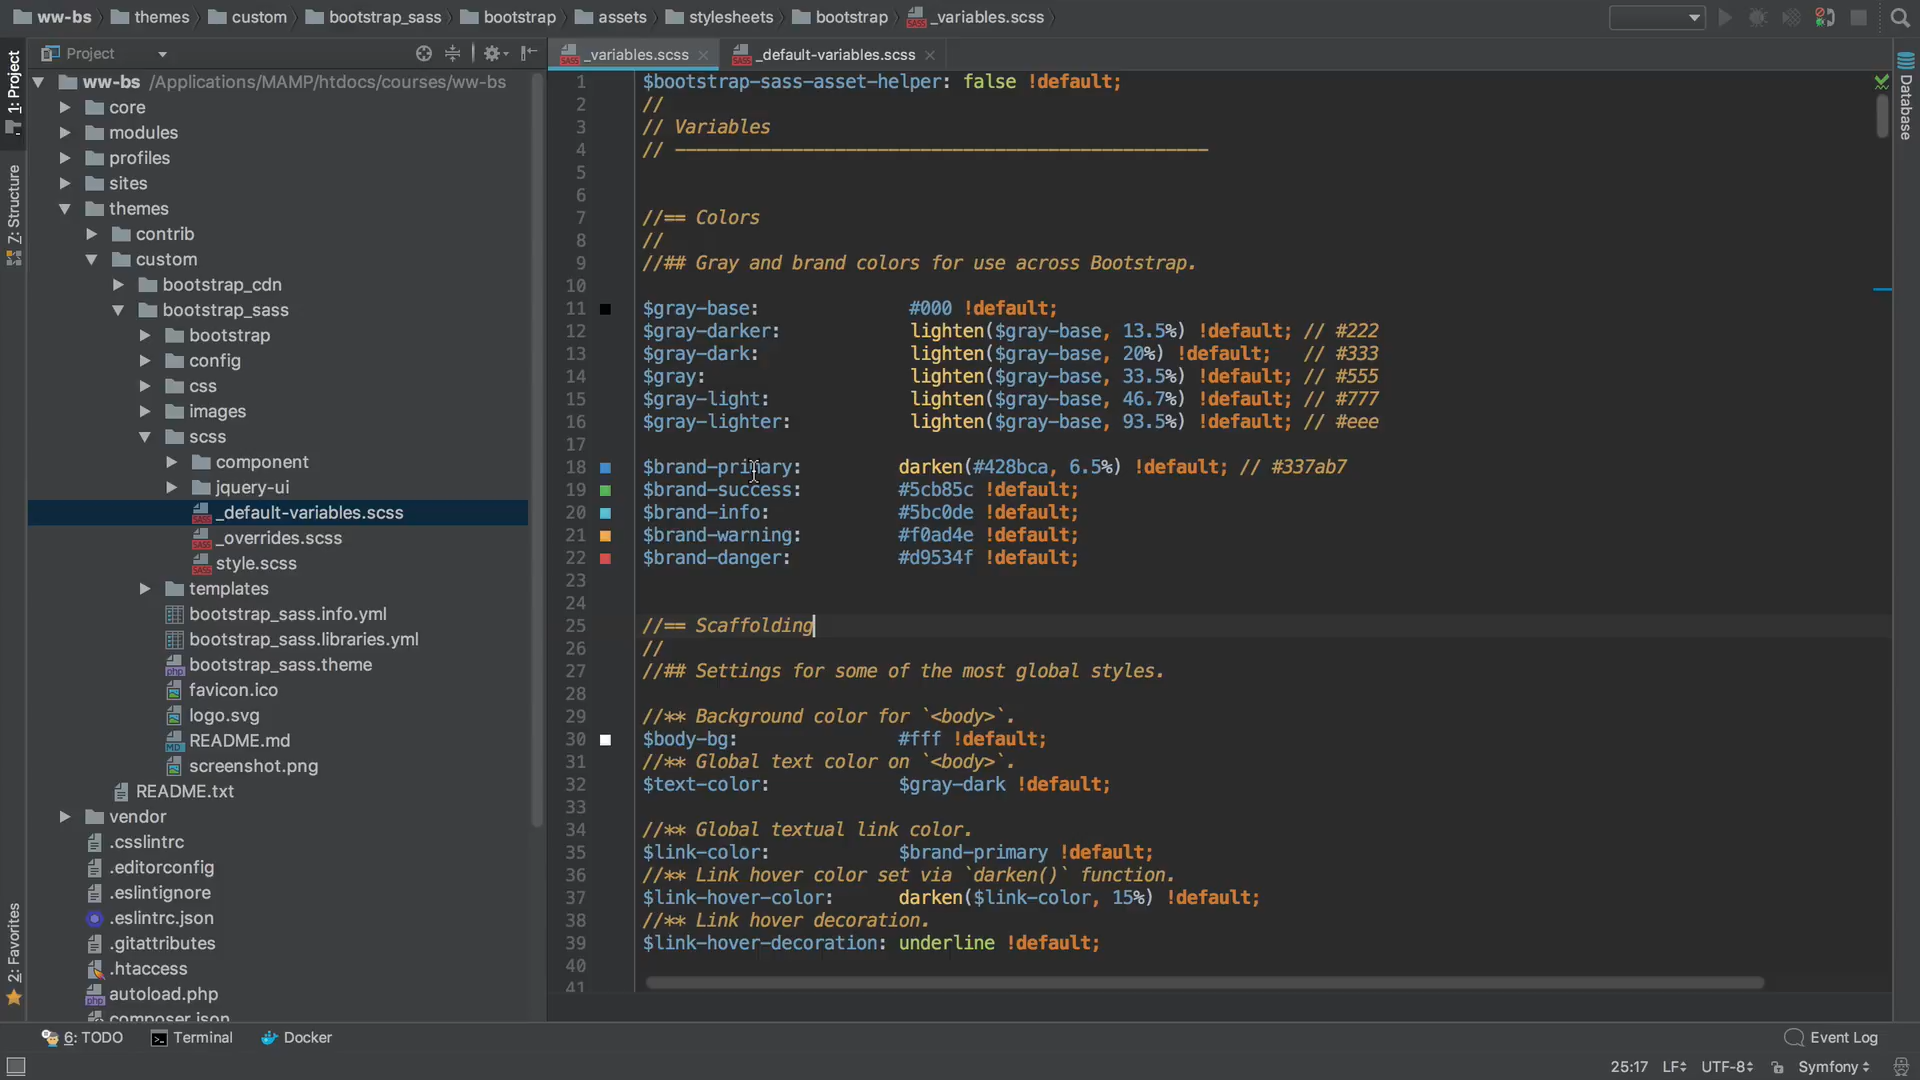 ww-bs themes custom bootstrap_sass bootstrap assets stylesheets bootstrap _variables.scss
Project
_variables.scss
_default-variables.scss
1: Project
Z: Structure
2: Favorites
Database
ww-bs /Applications/MAMP/htdocs/courses/ww-bs
core
modules
profiles
sites
themes
contrib
custom
bootstrap_cdn
bootstrap_sass
bootstrap
config
css
images
scss
component
jquery-ui
_default-variables.scss
_overrides.scss
style.scss
templates
bootstrap_sass.info.yml
bootstrap_sass.libraries.yml
bootstrap_sass.theme
favicon.ico
logo.svg
README.md
screenshot.png
README.txt
vendor
.csslintrc
.editorconfig
.eslintignore
.eslintrc.json
.gitattributes
.htaccess
autoload.php
composer.json
1 $bootstrap-sass-asset-helper: false !default;
2 //
3 // Variables
4 // --------------------------------------------------
5
6
7 //== Colors
8 //
9 //## Gray and brand colors for use across Bootstrap.
10
11 $gray-base: #000 !default;
12 $gray-darker: lighten($gray-base, 13.5%) !default; // #222
13 $gray-dark: lighten($gray-base, 20%) !default; // #333
14 $gray: lighten($gray-base, 33.5%) !default; // #555
15 $gray-light: lighten($gray-base, 46.7%) !default; // #777
16 $gray-lighter: lighten($gray-base, 93.5%) !default; // #eee
17
18 $brand-primary: darken(#428bca, 6.5%) !default; // #337ab7
19 $brand-success: #5cb85c !default;
20 $brand-info: #5bc0de !default;
21 $brand-warning: #f0ad4e !default;
22 $brand-danger: #d9534f !default;
23
24
25 //== Scaffolding
26 //
27 //## Settings for some of the most global styles.
28
29 //** Background color for `<body>`.
30 $body-bg: #fff !default;
31 //** Global text color on `<body>`.
32 $text-color: $gray-dark !default;
33
34 //** Global textual link color.
35 $link-color: $brand-primary !default;
36 //** Link hover color set via `darken()` function.
37 $link-hover-color: darken($link-color, 15%) !default;
38 //** Link hover decoration.
39 $link-hover-decoration: underline !default;
40
41
6: TODO Terminal Docker Event Log
25:17 LF UTF-8 Symfony